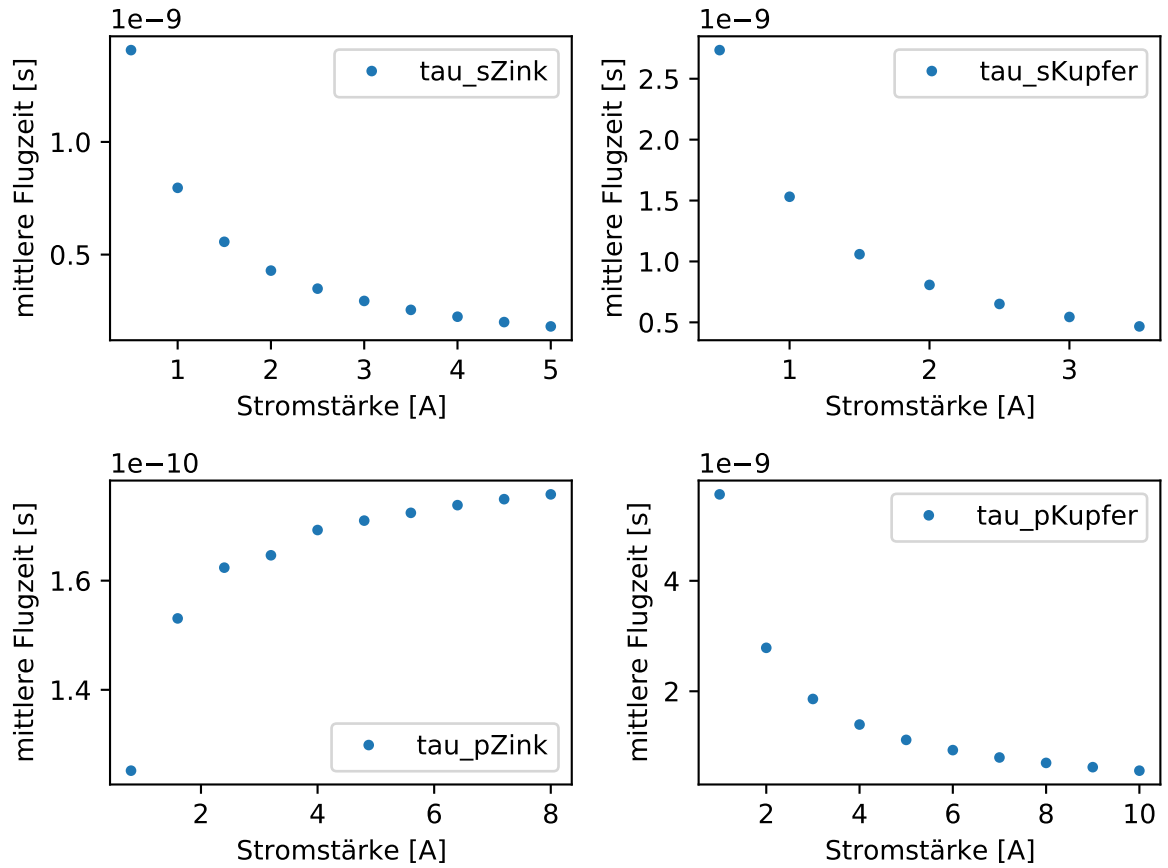 1e−9
tau_sZink
mittlere Flugzeit [s]
1.0
0.5
1 2 3 4 5
Stromstärke [A]
1e−9
tau_sKupfer
mittlere Flugzeit [s]
2.5
2.0
1.5
1.0
0.5
1 2 3
Stromstärke [A]
1e−10
mittlere Flugzeit [s]
1.6
1.4
tau_pZink
2 4 6 8
Stromstärke [A]
1e−9
tau_pKupfer
mittlere Flugzeit [s]
4
2
2 4 6 8 10
Stromstärke [A]